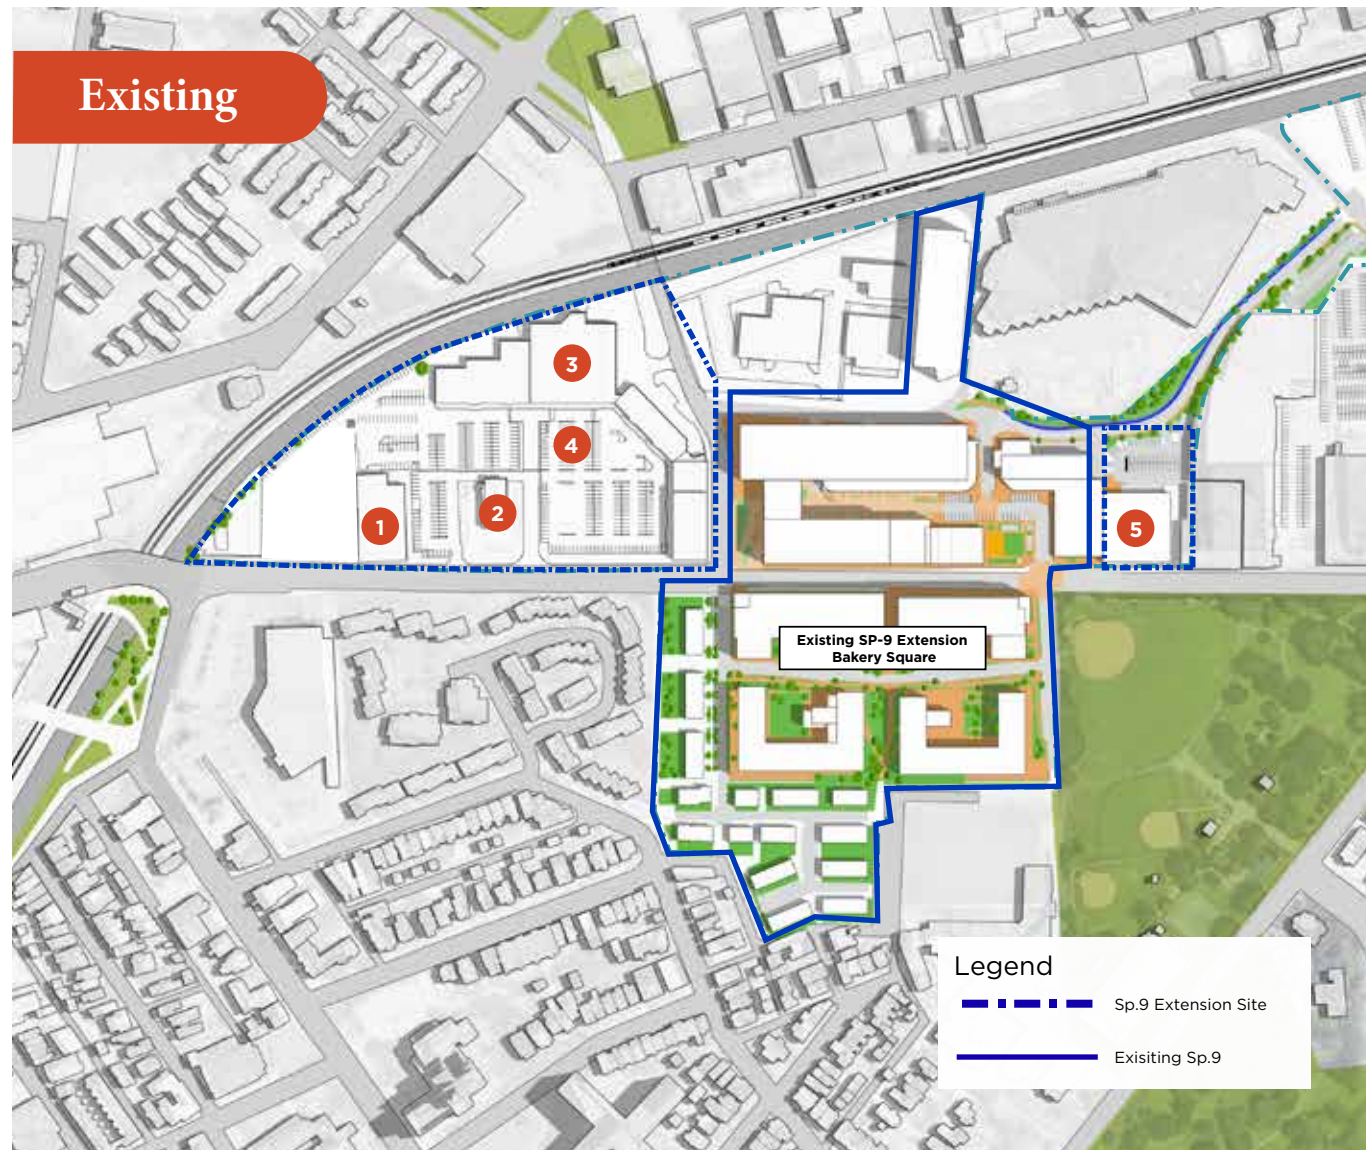 Existing
3
4
1
2
5
Existing SP-9 Extension
Bakery Square
Legend
Sp.9 Extension Site
Exisiting Sp.9